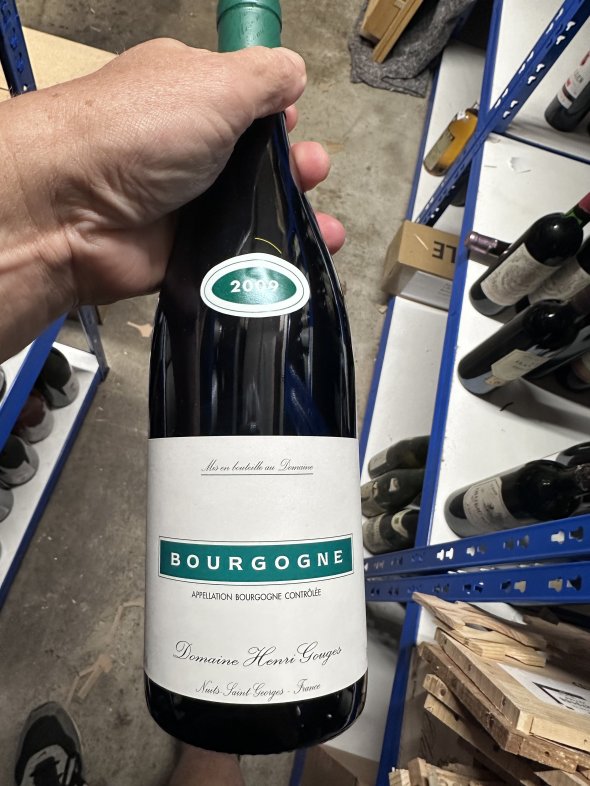 2009
Mis en bouteille au Domaine
BOURGOGNE
APPELLATION BOURGOGNE CONTRÔLÉE
Domaine Henri Gouges
Nuits-Saint Georges - France